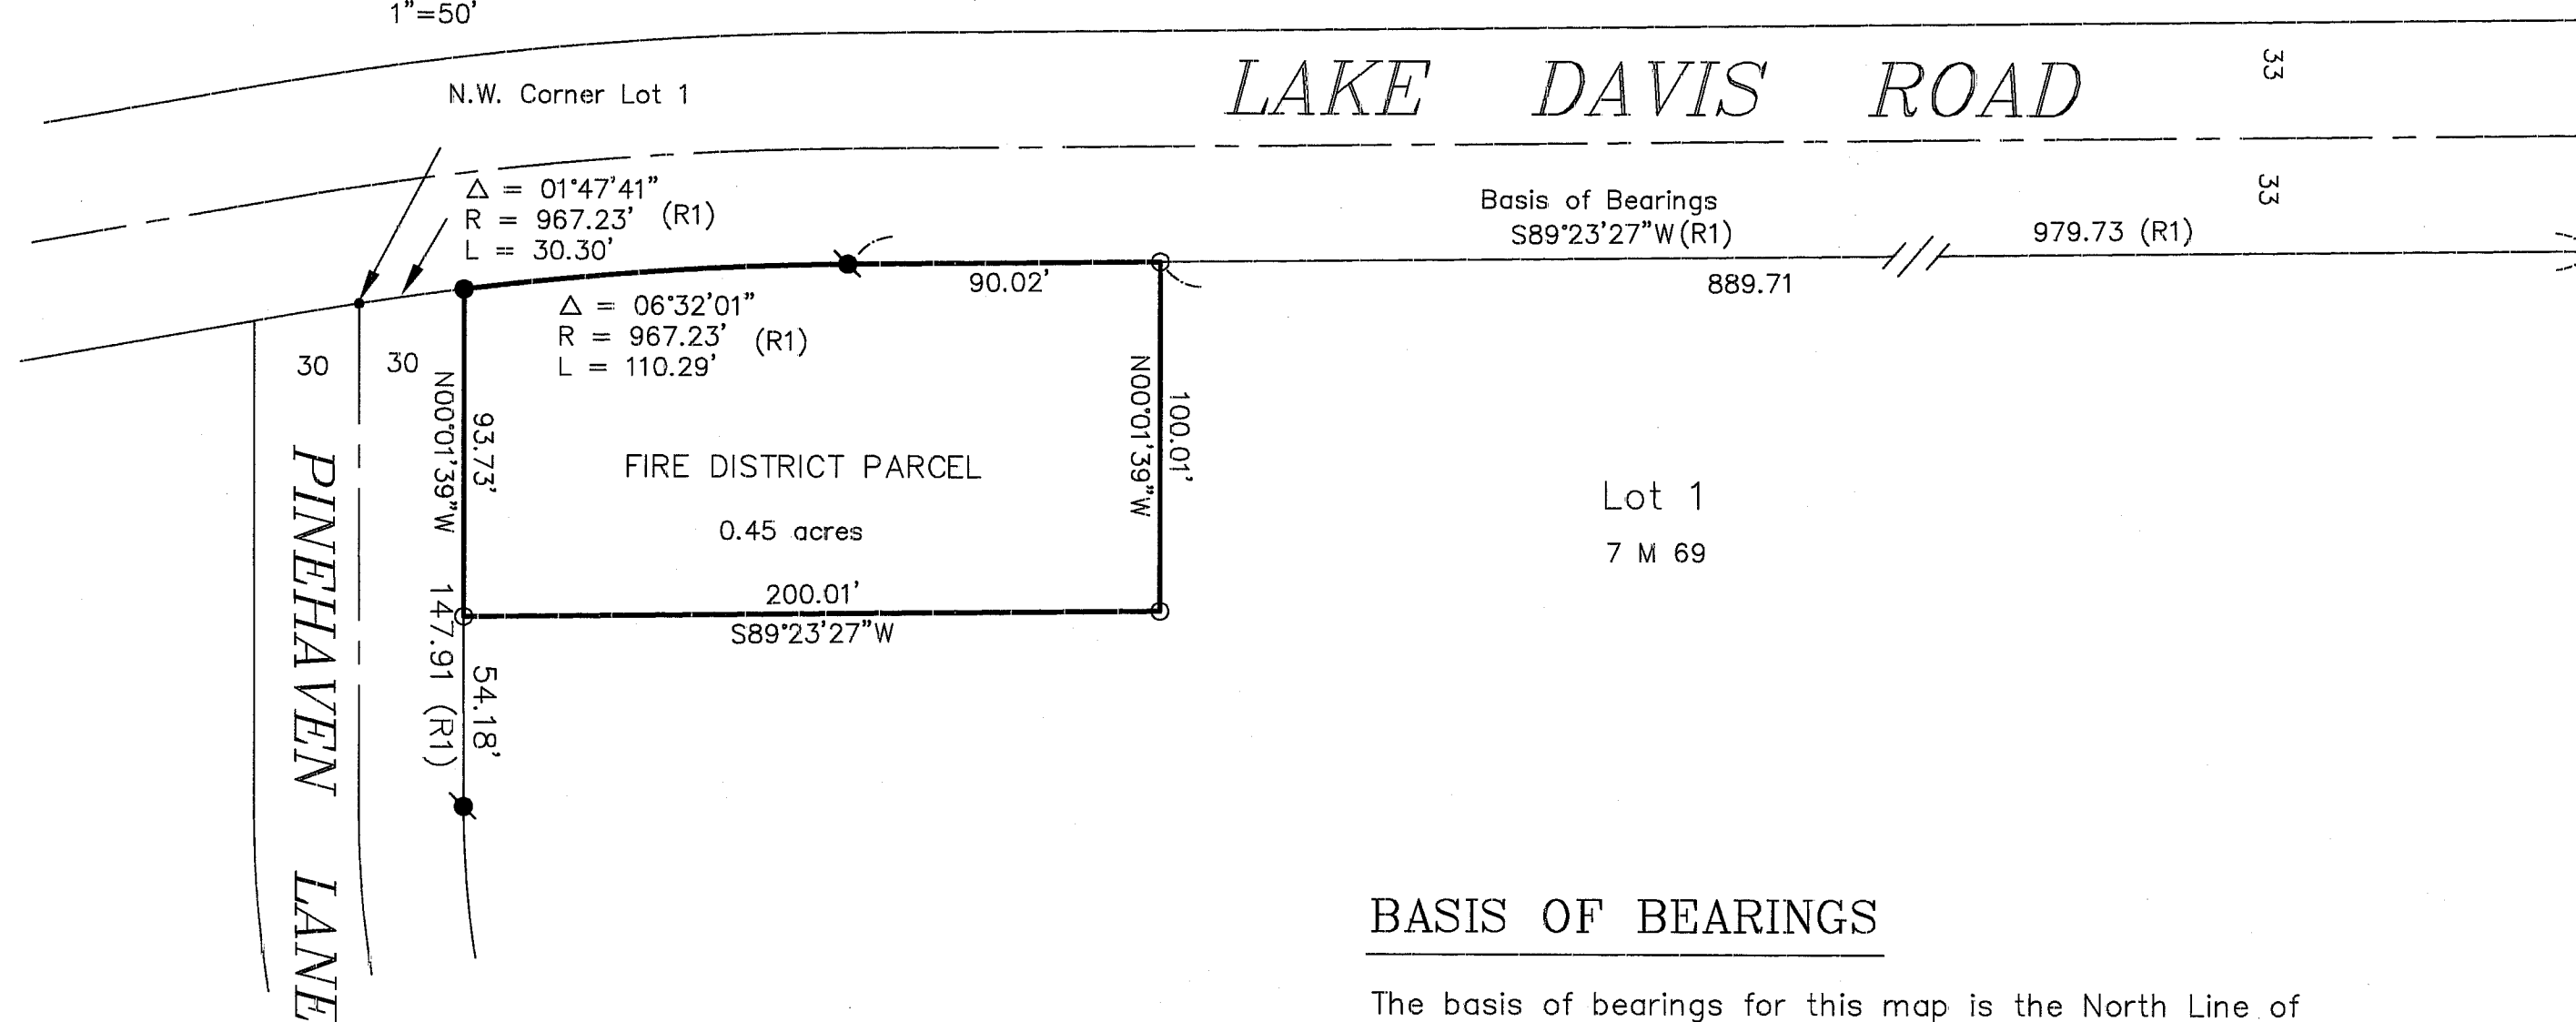 1"=50'
LAKE DAVIS ROAD
33
N.W. Corner Lot 1
Δ = 01°47'41"
R = 967.23' (R1)
L = 30.30'
Basis of Bearings
S89°23'27"W(R1)
979.73 (R1)
33
90.02'
889.71
Δ = 06°32'01"
R = 967.23' (R1)
L = 110.29'
30
30
N00°01'39"W
93.73'
N00°01'39"W
100.01'
FIRE DISTRICT PARCEL
0.45 acres
200.01'
S89°23'27"W
Lot 1
7 M 69
147.91 (R1)
54.18'
PINEHAVEN LANE
BASIS OF BEARINGS
The basis of bearings for this map is the North Line of